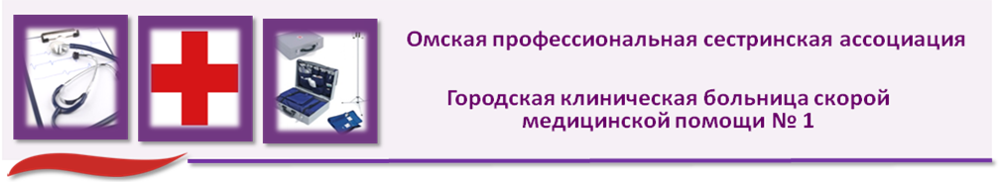 Омская профессиональная сестринская ассоциация
Городская клиническая больница скорой
медицинской помощи № 1